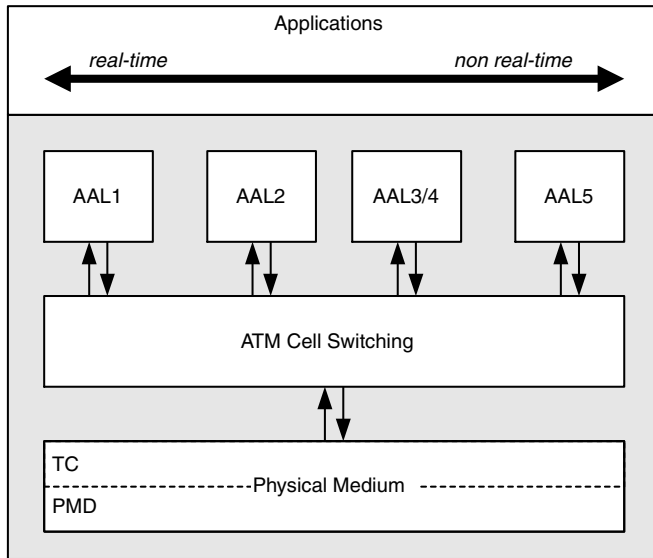 Applications
real-time non real-time
AAL1 AAL2 AAL3/4 AAL5
ATM Cell Switching
TC
Physical Medium
PMD